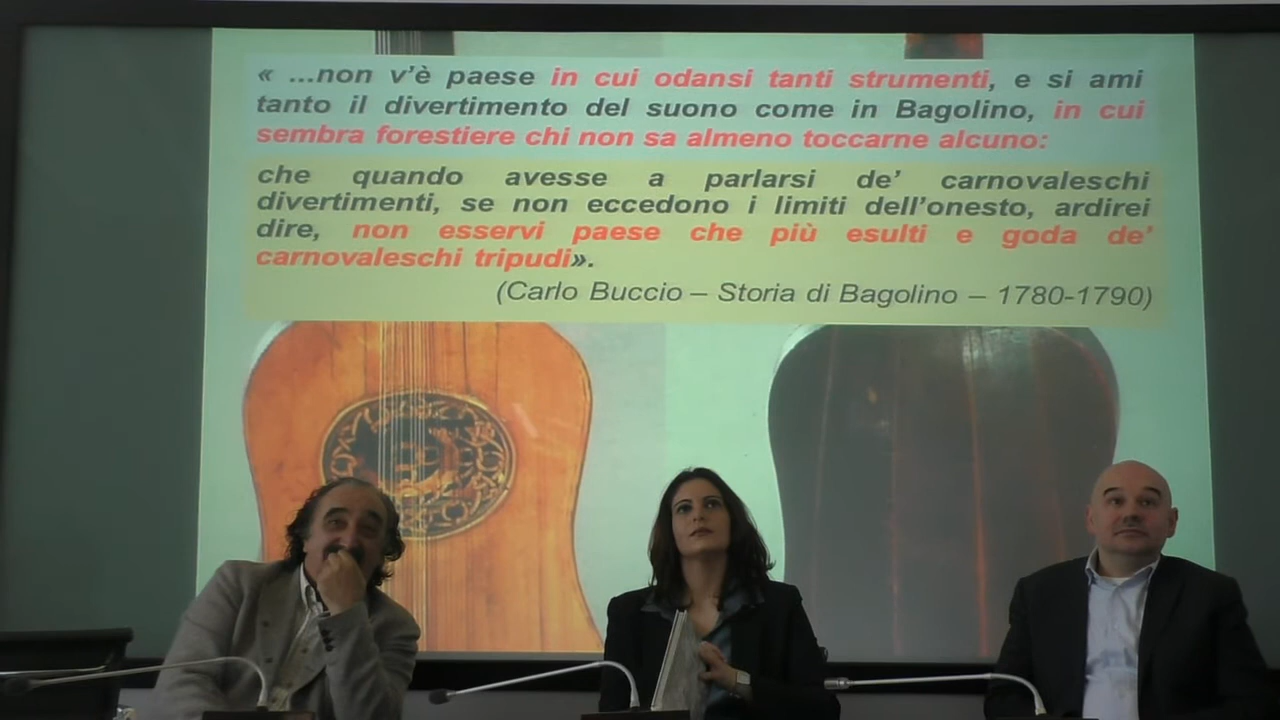 « ...non v'è paese in cui odansi tanti strumenti, e si ami
tanto il divertimento del suono come in Bagolino, in cui
sembra forestiere chi non sa almeno toccarne alcuno:
che quando avesse a parlarsi de' carnovaleschi
divertimenti, se non eccedono i limiti dell'onesto, ardirei
dire, non esservi paese che più esulti e goda de'
carnovaleschi tripudi».
(Carlo Buccio – Storia di Bagolino – 1780-1790)